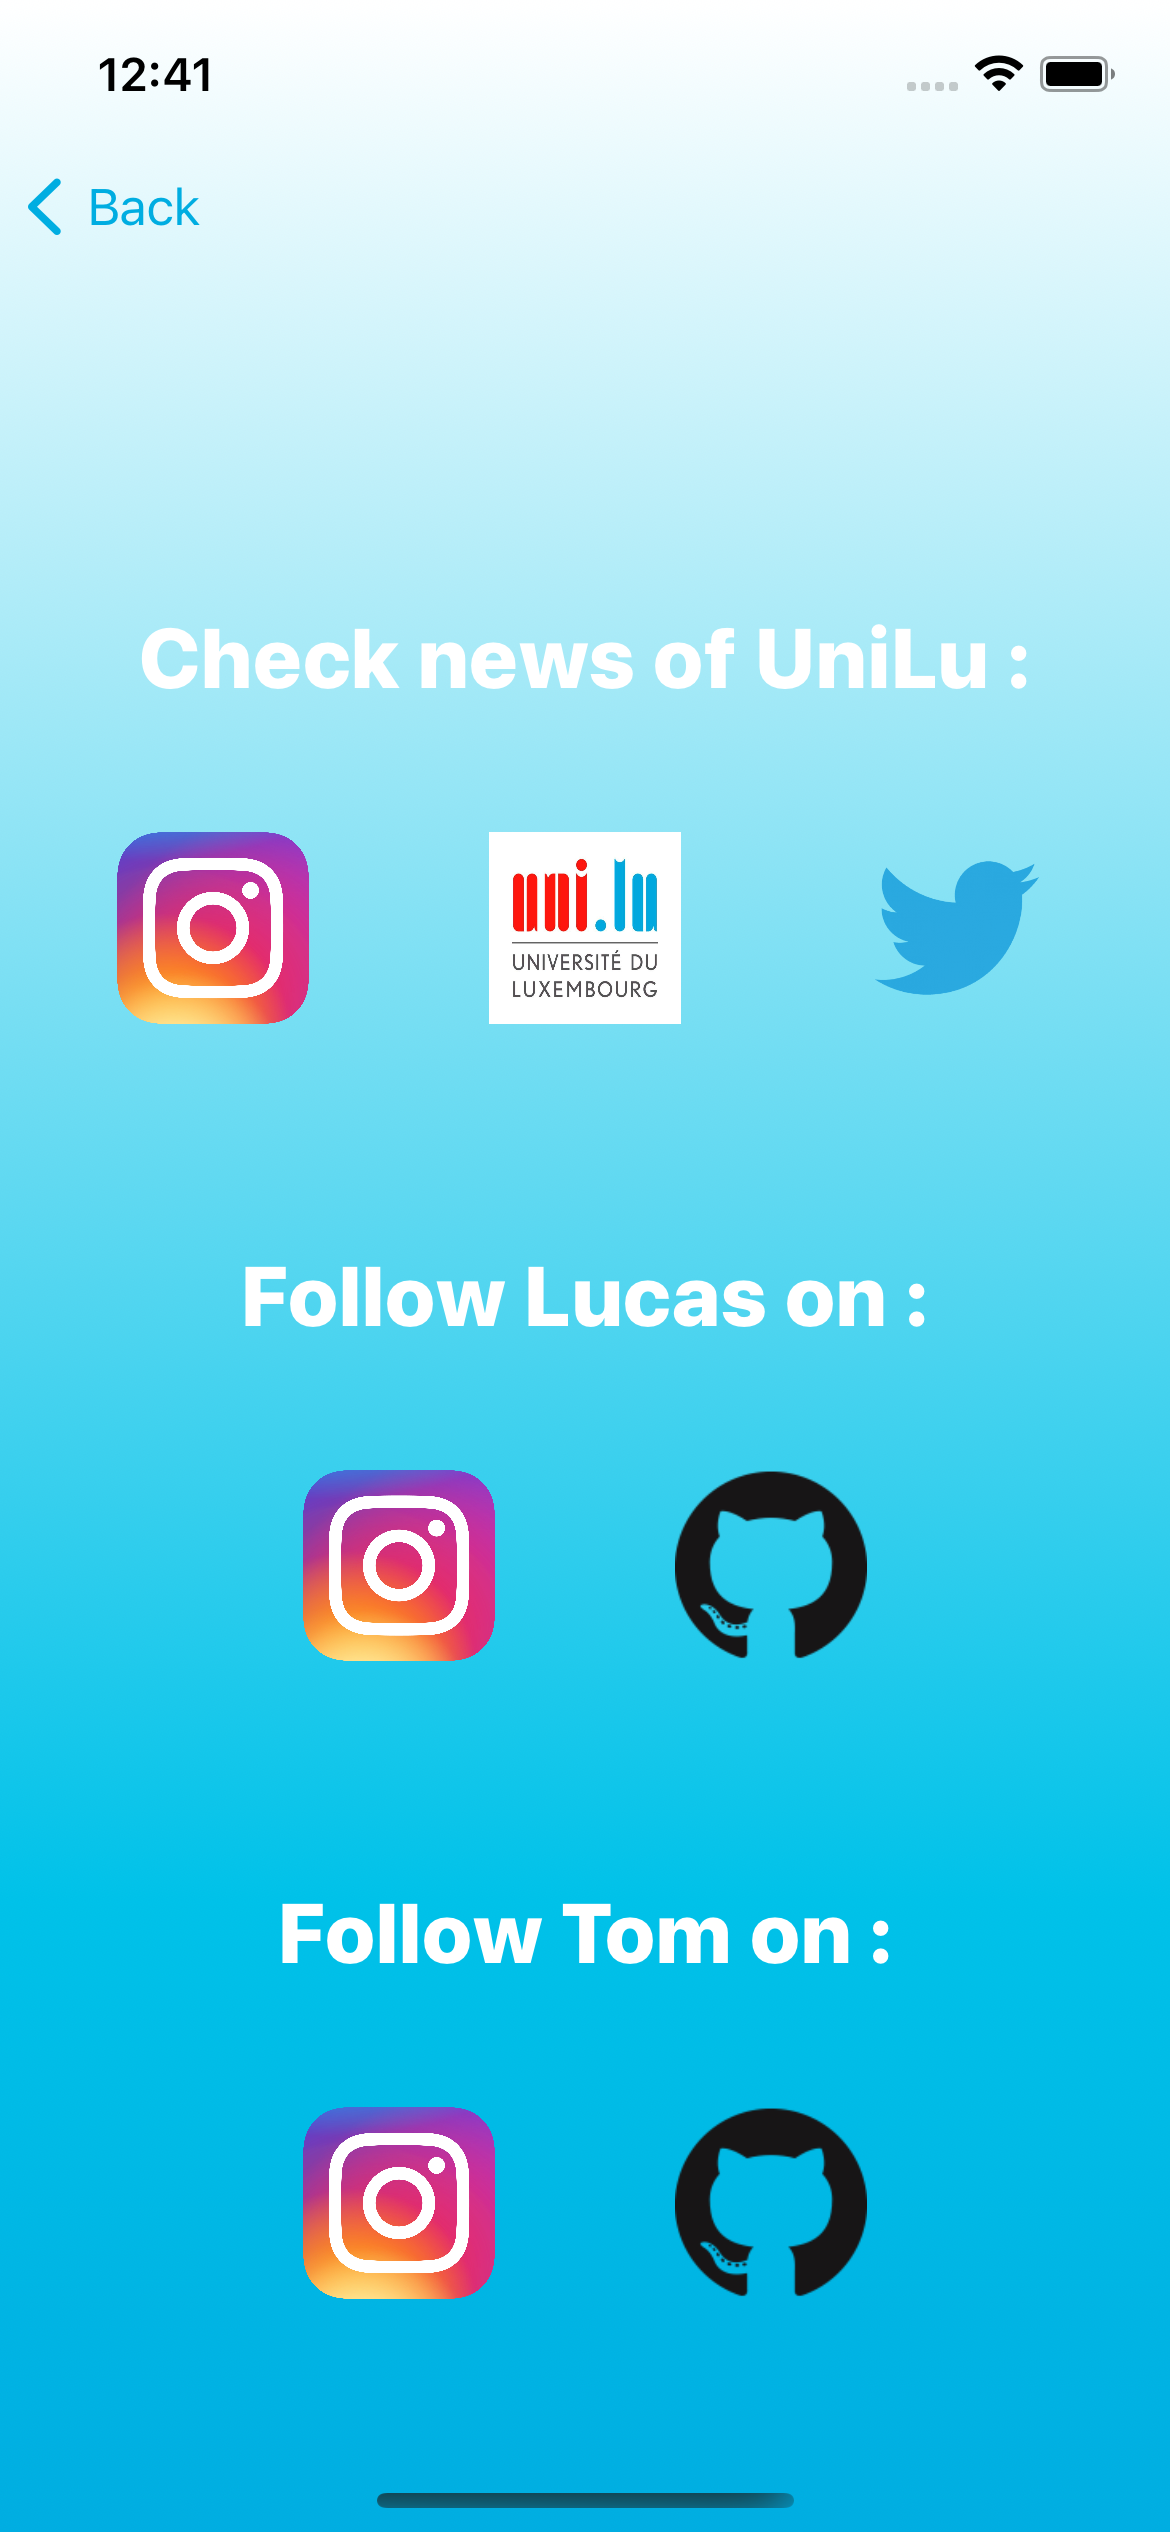 12:41
Back
Check news of UniLu :
uni.lu
UNIVERSITÉ DU
LUXEMBOURG
Follow Lucas on :
Follow Tom on :